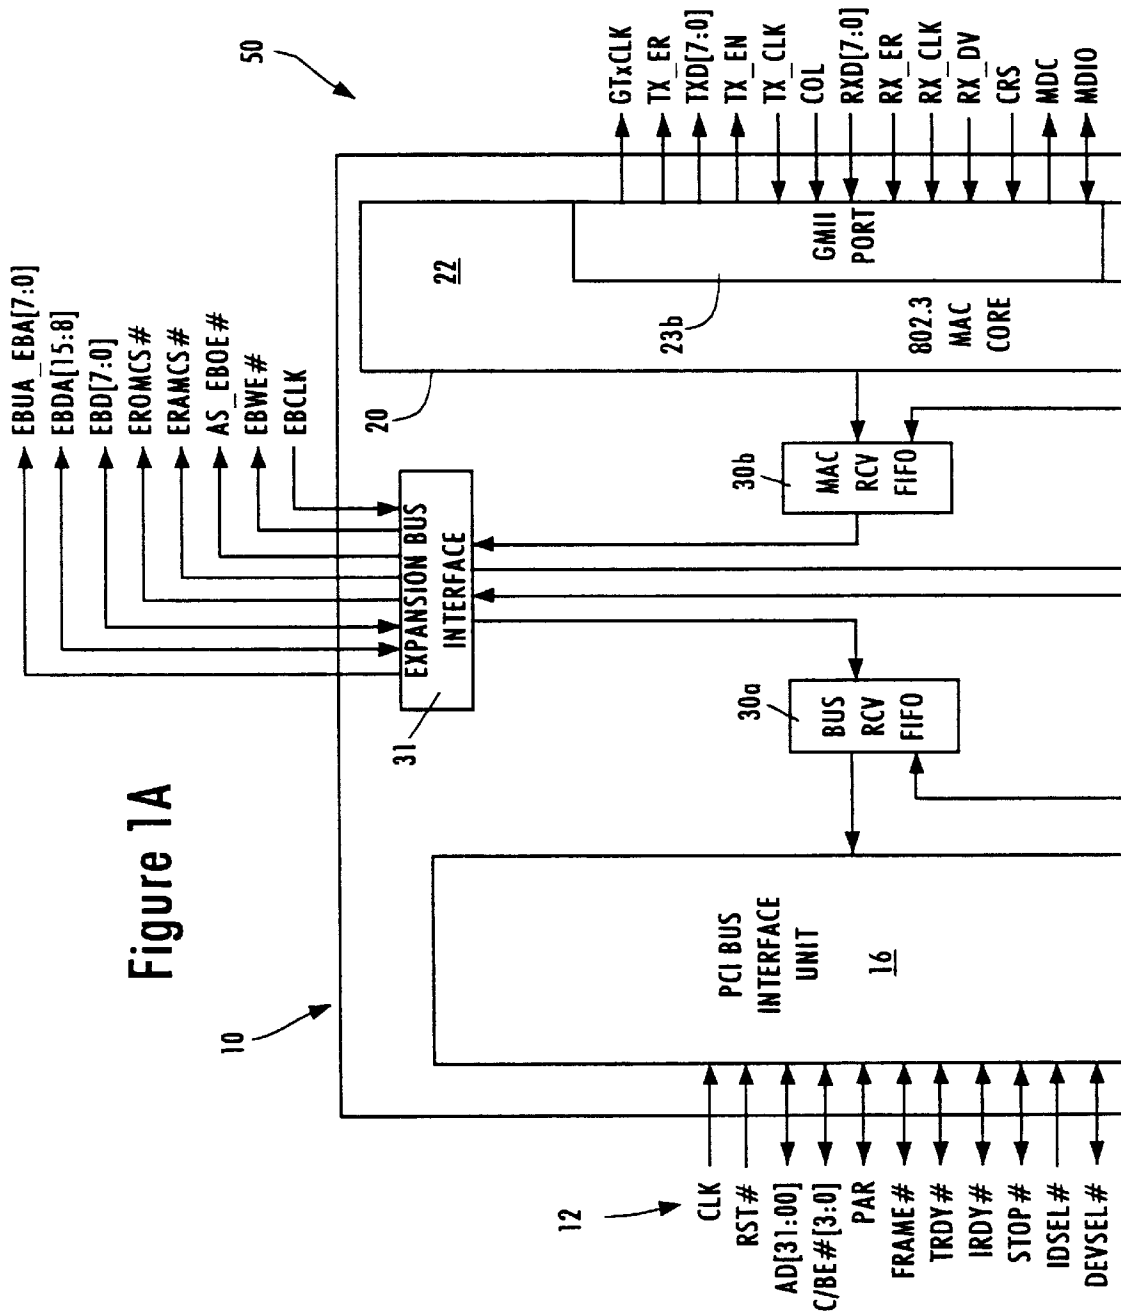 Figure 1A
10
50
12
CLK
RST#
AD[31:00]
C/BE#[3:0]
PAR
FRAME#
TRDY#
IRDY#
STOP#
IDSEL#
DEVSEL#
PCI BUS
INTERFACE
UNIT
16
EBUA_EBA[7:0]
EBDA[15:8]
EBD[7:0]
EROMCS#
ERAMCS#
AS_EBOE#
EBWE#
EBCLK
EXPANSION BUS
INTERFACE
31
30a
BUS
RCV
FIFO
30b
MAC
RCV
FIFO
20
22
23b
GMII
PORT
802.3
MAC
CORE
GTxCLK
TX_ER
TXD[7:0]
TX_EN
TX_CLK
COL
RXD[7:0]
RX_ER
RX_CLK
RX_DV
CRS
MDC
MDIO